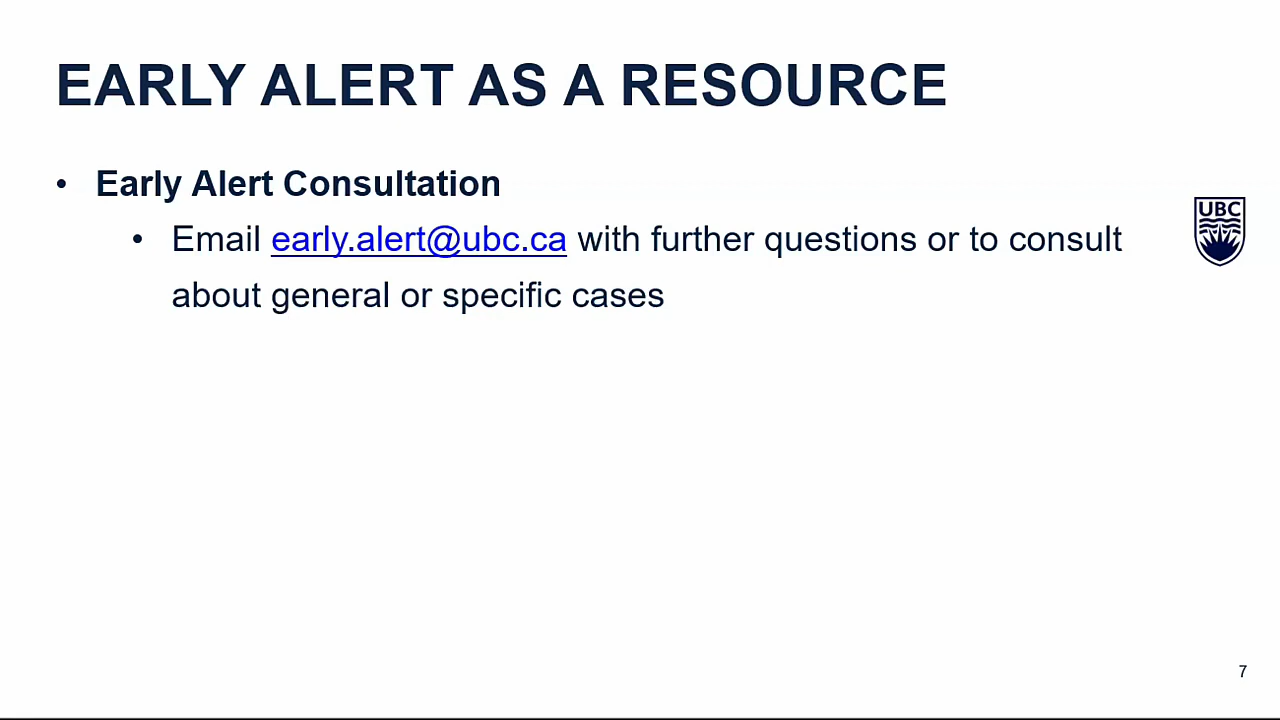 EARLY ALERT AS A RESOURCE
• Early Alert Consultation
• Email early.alert@ubc.ca with further questions or to consult
about general or specific cases
UBC
7